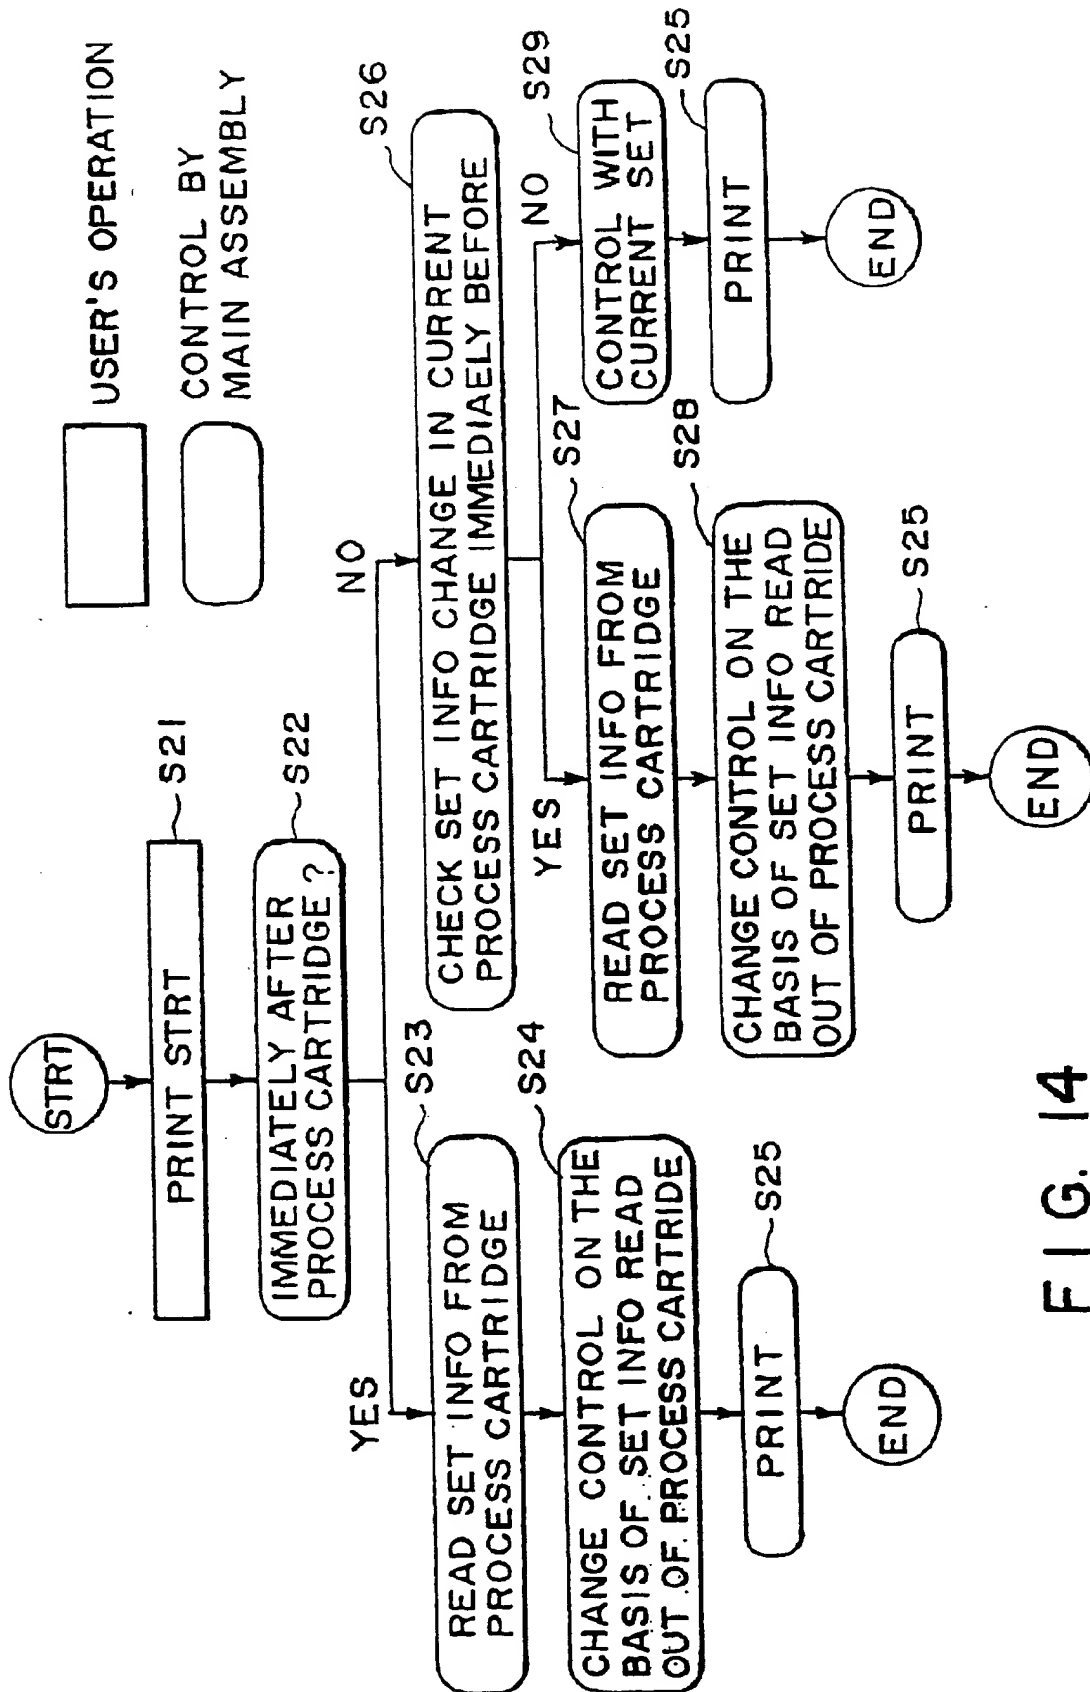 USER'S OPERATION
CONTROL BY
MAIN ASSEMBLY
STRT
PRINT STRT
S21
IMMEDIATELY AFTER
PROCESS CARTRIDGE?
S22
YES
NO
READ SET INFO FROM
PROCESS CARTRIDGE
S23
CHANGE CONTROL ON THE
BASIS OF SET INFO READ
OUT OF PROCESS CARTRIDE
S24
PRINT
S25
END
CHECK SET INFO CHANGE IN CURRENT
PROCESS CARTRIDGE IMMEDIAELY BEFORE
S26
YES
NO
READ SET INFO FROM
PROCESS CARTRIDGE
S27
CHANGE CONTROL ON THE
BASIS OF SET INFO READ
OUT OF PROCESS CARTRIDE
S28
PRINT
S25
END
CONTROL WITH
CURRENT SET
S29
PRINT
S25
END
FIG. 14